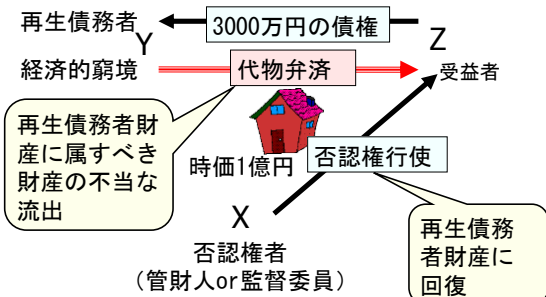 再生債務者
3000万円の債権
Y
Z
経済的窮境
代物弁済
受益者
再生債務者財
産に属すべき
財産の不当な
流出
時価1億円
否認権行使
X
否認権者
(管財人or監督委員)
再生債務
者財産に
回復